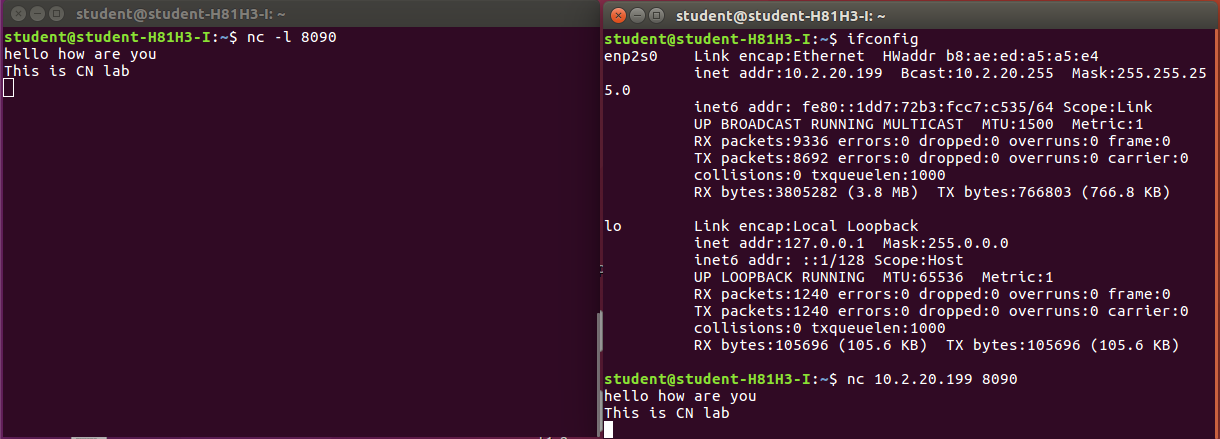 student@student-H81H3-I: ~
student@student-H81H3-I:~$ nc -l 8090
hello how are you
This is CN lab
student@student-H81H3-I: ~
student@student-H81H3-I:~$ ifconfig
enp2s0    Link encap:Ethernet  HWaddr b8:ae:ed:a5:a5:e4
          inet addr:10.2.20.199  Bcast:10.2.20.255  Mask:255.255.25
5.0
          inet6 addr: fe80::1dd7:72b3:fcc7:c535/64 Scope:Link
          UP BROADCAST RUNNING MULTICAST  MTU:1500  Metric:1
          RX packets:9336 errors:0 dropped:0 overruns:0 frame:0
          TX packets:8692 errors:0 dropped:0 overruns:0 carrier:0
          collisions:0 txqueuelen:1000
          RX bytes:3805282 (3.8 MB)  TX bytes:766803 (766.8 KB)
lo        Link encap:Local Loopback
          inet addr:127.0.0.1  Mask:255.0.0.0
          inet6 addr: ::1/128 Scope:Host
          UP LOOPBACK RUNNING  MTU:65536  Metric:1
          RX packets:1240 errors:0 dropped:0 overruns:0 frame:0
          TX packets:1240 errors:0 dropped:0 overruns:0 carrier:0
          collisions:0 txqueuelen:1000
          RX bytes:105696 (105.6 KB)  TX bytes:105696 (105.6 KB)
student@student-H81H3-I:~$ nc 10.2.20.199 8090
hello how are you
This is CN lab